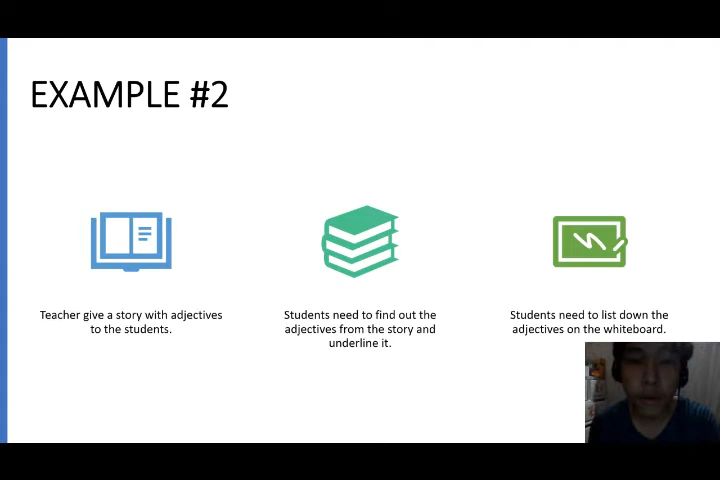 EXAMPLE #2
Teacher give a story with adjectives
to the students.
Students need to find out the
adjectives from the story and
underline it.
Students need to list down the
adjectives on the whiteboard.